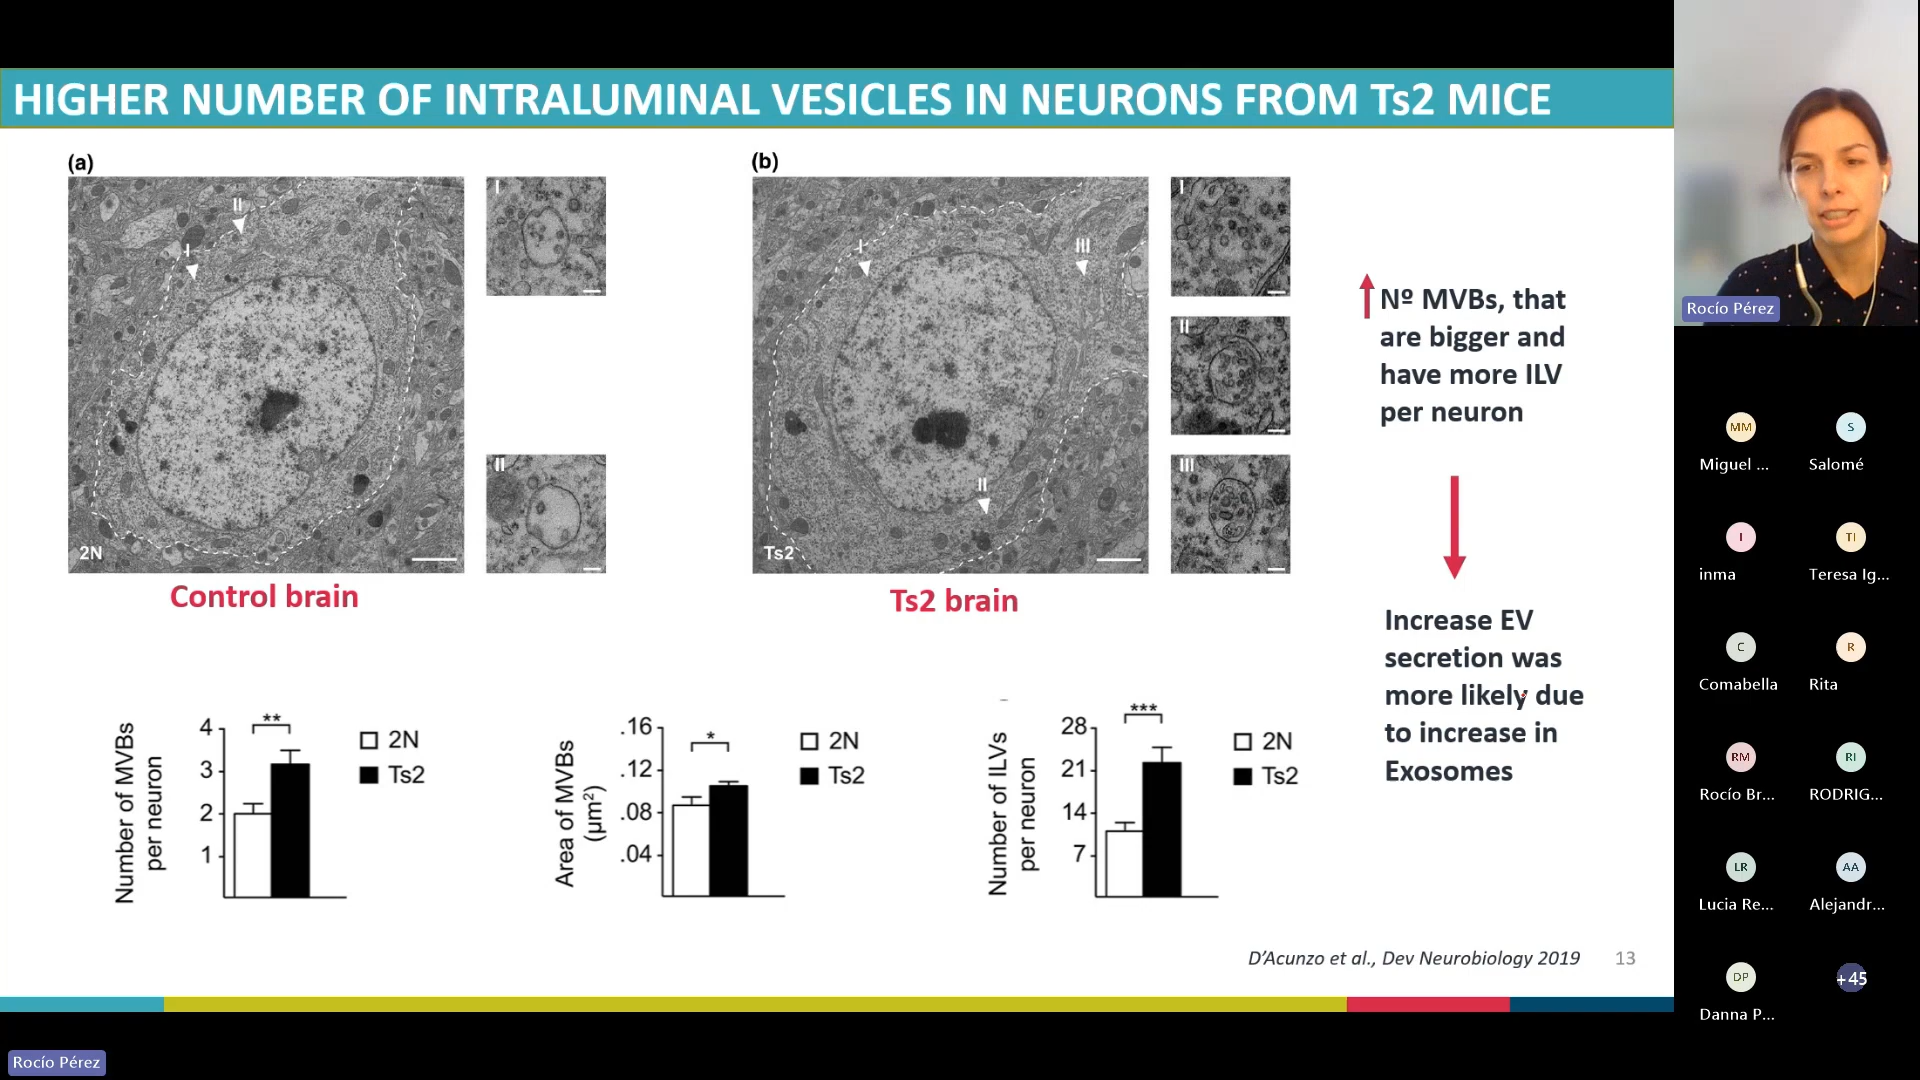 HIGHER NUMBER OF INTRALUMINAL VESICLES IN NEURONS FROM Ts2 MICE
(a)
II
I
2N
I
II
Control brain
(b)
I
III
II
Ts2
I
II
III
Ts2 brain
Nº MVBs, that
are bigger and
have more ILV
per neuron
Increase EV
secretion was
more likely due
to increase in
Exosomes
Number of MVBs
per neuron
4
3
2
1
**
2N
Ts2
Area of MVBs
(µm²)
.16
.12
.08
.04
*
2N
Ts2
Number of ILVs
per neuron
28
21
14
7
***
2N
Ts2
D'Acunzo et al., Dev Neurobiology 2019
13
Rocío Pérez
Rocío Pérez
MM
Miguel ...
S
Salomé
I
inma
TI
Teresa Ig...
C
Comabella
R
Rita
RM
Rocío Br...
RI
RODRIG...
LR
Lucia Re...
AA
Alejandr...
DP
Danna P...
+45